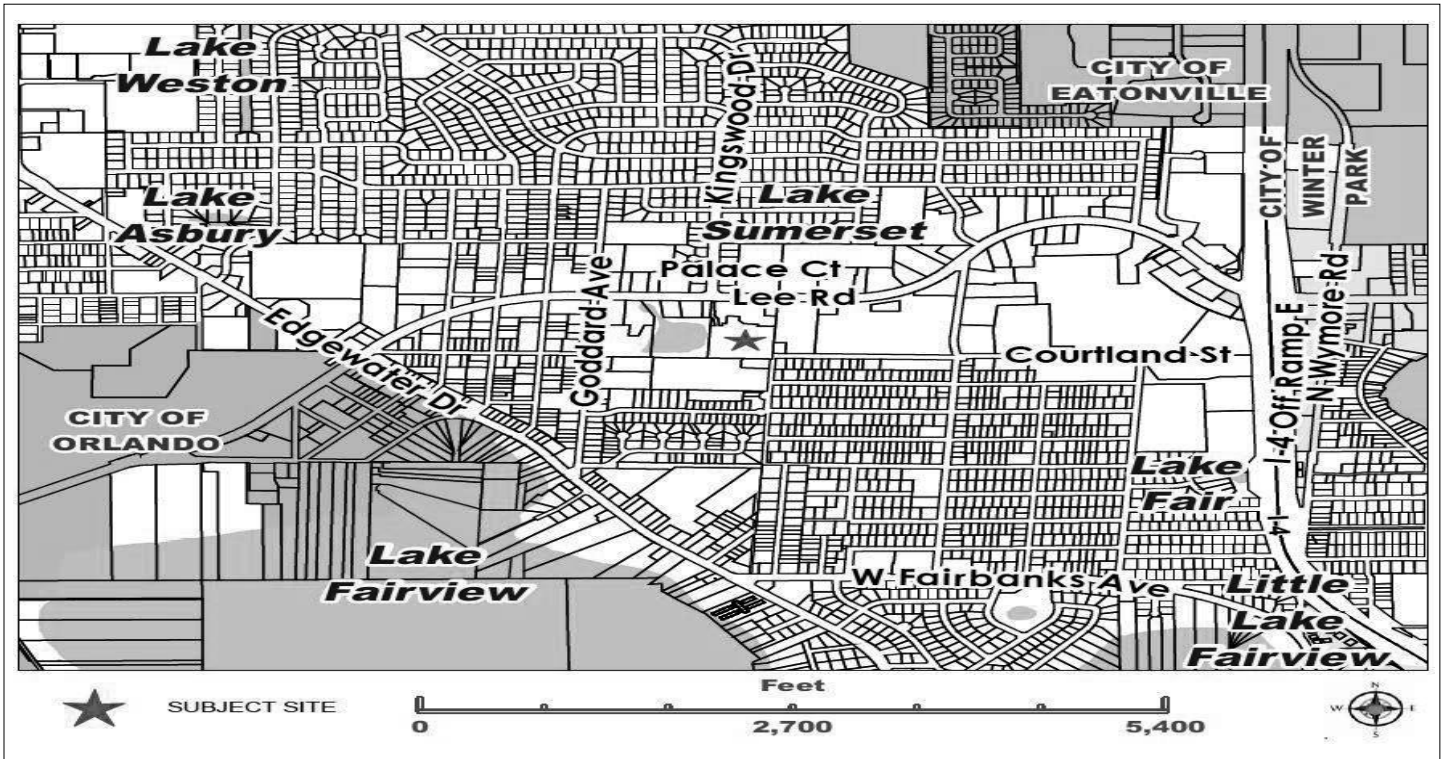 Lake
Weston
Kingswood Dr
CITY OF
EATONVILLE
CITY OF
WINTER
PARK
Lake
Asbury
Lake
Sumerset
Palace Ct
Lee Rd
Goddard Ave
Edgewater Dr
Courtland St
I-4 Off Ramp E
N Wymore Rd
CITY OF
ORLANDO
Lake
Fair
I-4
Lake
Fairview
W Fairbanks Ave
Little
Lake
Fairview
SUBJECT SITE
Feet
0 2,700 5,400
N
W E
S